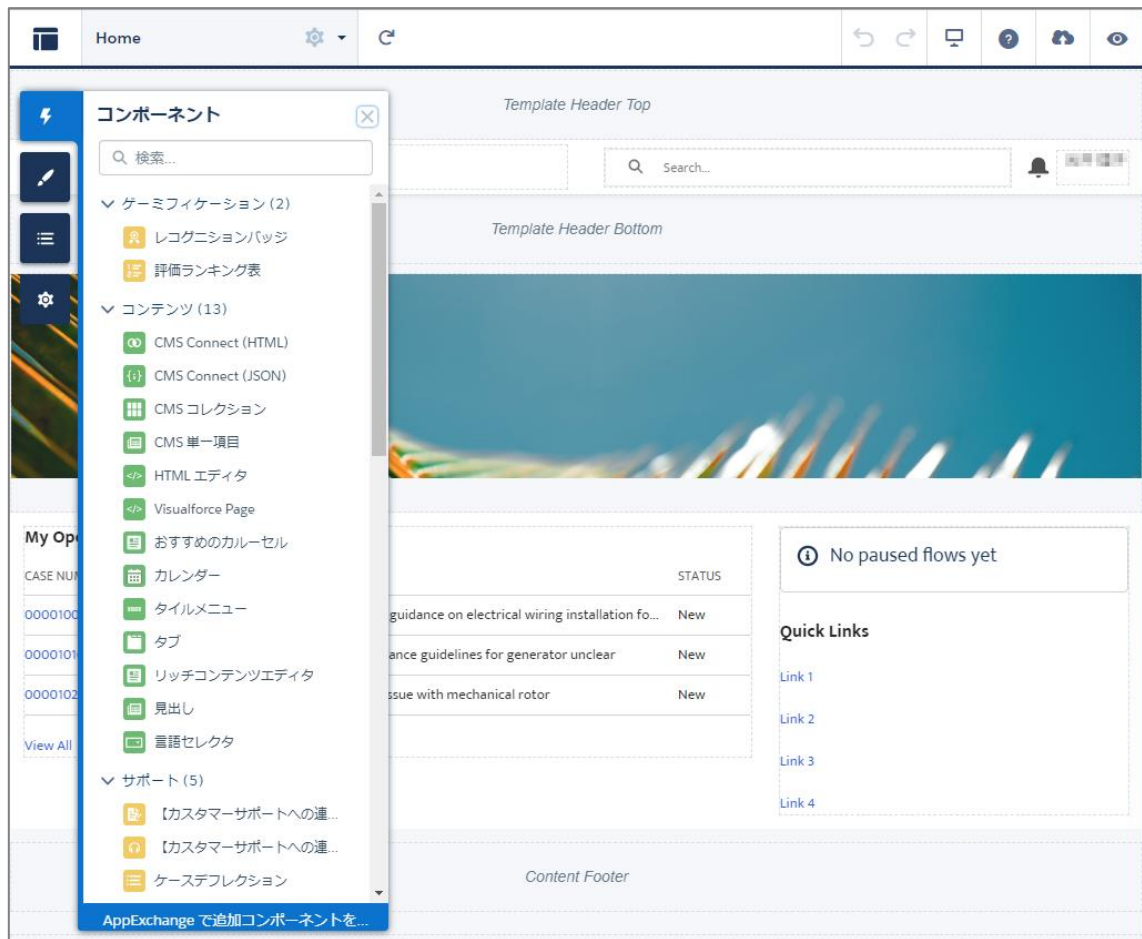 Home
Template Header Top
コンポーネント
検索...
Search...
Template Header Bottom
ゲーミフィケーション (2)
レコグニションバッジ
評価ランキング表
コンテンツ (13)
CMS Connect (HTML)
CMS Connect (JSON)
CMS コレクション
CMS 単一項目
HTML エディタ
Visualforce Page
おすすめのカルーセル
カレンダー
タイルメニュー
タブ
リッチコンテンツエディタ
見出し
言語セレクタ
サポート (5)
【カスタマーサポートへの連...
【カスタマーサポートへの連...
ケースデフレクション
AppExchange で追加コンポーネントを...
My Op
CASE NU
STATUS
0000100
guidance on electrical wiring installation fo...
New
0000101
ance guidelines for generator unclear
New
0000102
ssue with mechanical rotor
New
View All
No paused flows yet
Quick Links
Link 1
Link 2
Link 3
Link 4
Content Footer